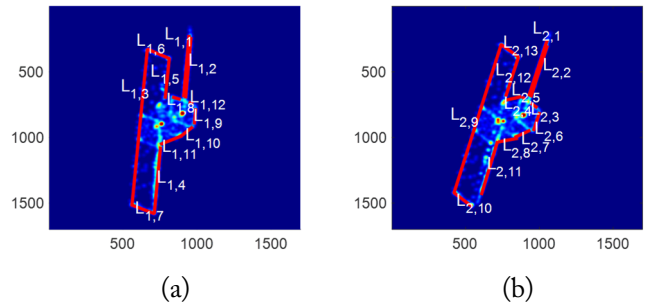 L1,1
L1,6
L1,2
L1,5
L1,3
L1,8
L1,12
L1,9
L1,10
L1,11
L1,4
L1,7
500
1000
1500
500
1000
1500
(a)
L2,1
L2,13
L2,2
L2,12
L2,5
L2,4
L2,3
L2,9
L2,6
L2,7
L2,8
L2,11
L2,10
500
1000
1500
500
1000
1500
(b)